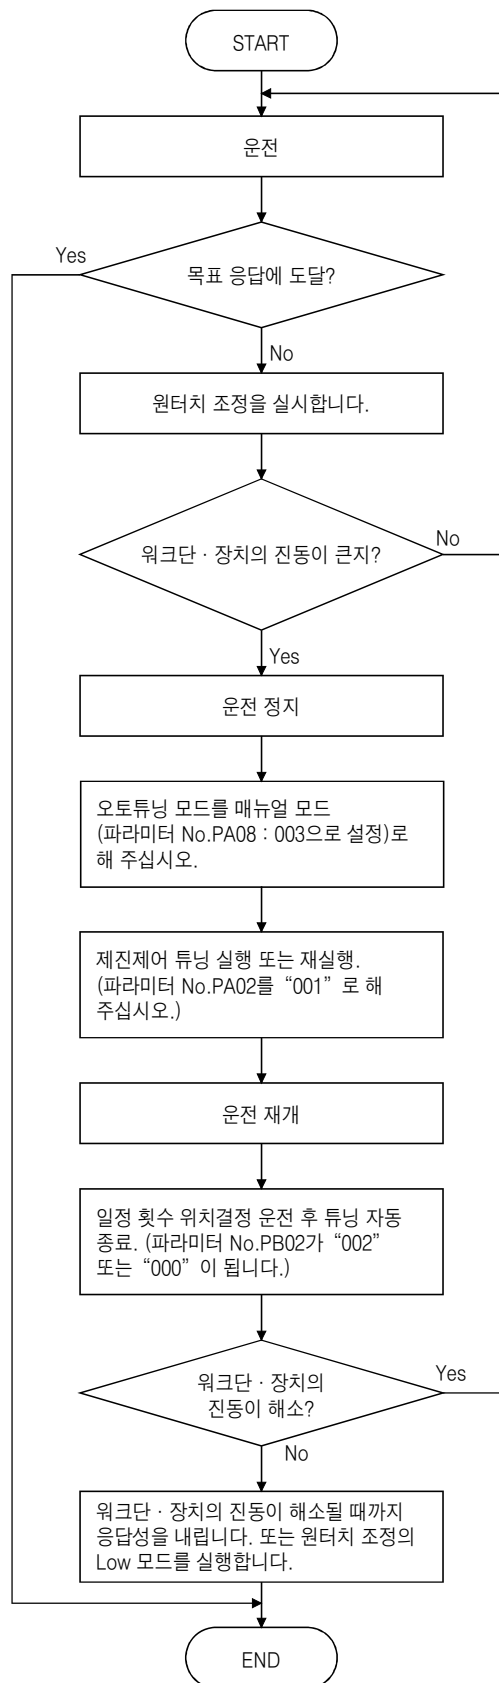 START
운전
Yes
목표 응답에 도달?
No
원터치 조정을 실시합니다.
워크단 · 장치의 진동이 큰지?
No
Yes
운전 정지
오토튜닝 모드를 매뉴얼 모드
(파라미터 No.PA08 : 003으로 설정)로
해 주십시오.
제진제어 튜닝 실행 또는 재실행.
(파라미터 No.PA02를 “001” 로 해
주십시오.)
운전 재개
일정 횟수 위치결정 운전 후 튜닝 자동
종료. (파라미터 No.PB02가 “002”
또는 “000” 이 됩니다.)
워크단 · 장치의
진동이 해소?
Yes
No
워크단 · 장치의 진동이 해소될 때까지
응답성을 내립니다. 또는 원터치 조정의
Low 모드를 실행합니다.
END